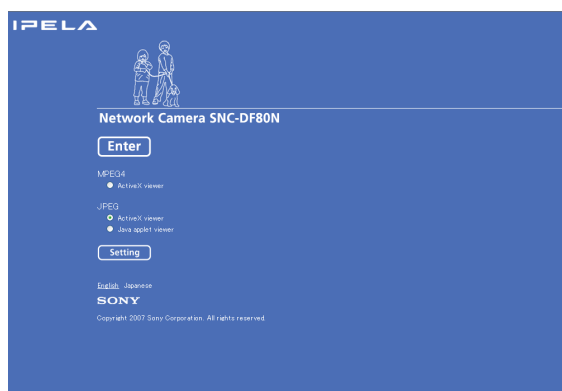 IPELA
Network Camera SNC-DF80N
Enter
MPEG4
ActiveX viewer
JPEG
ActiveX viewer
Java applet viewer
Setting
English Japanese
SONY
Copyright 2007 Sony Corporation. All rights reserved.